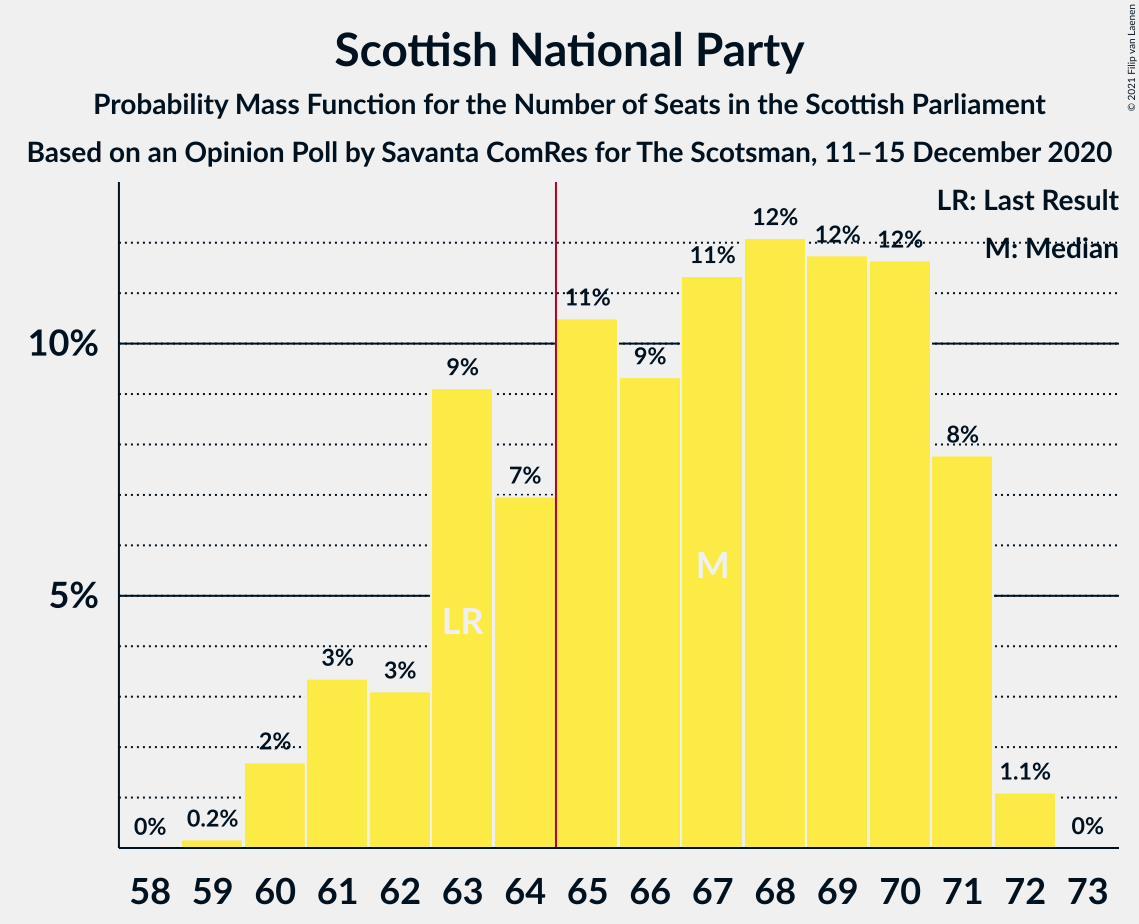 Scottish National Party
Probability Mass Function for the Number of Seats in the Scottish Parliament
Based on an Opinion Poll by Savanta ComRes for The Scotsman, 11–15 December 2020
© 2021 Filip van Laenen
LR: Last Result
M: Median
10%
5%
0%
0.2%
2%
3%
3%
9%
7%
11%
9%
11%
12%
12%
12%
8%
1.1%
0%
LR
M
58 59 60 61 62 63 64 65 66 67 68 69 70 71 72 73